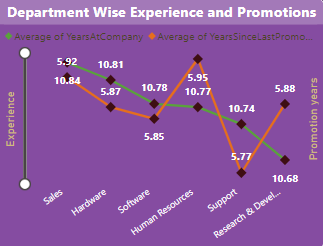 Department Wise Experience and Promotions
Average of YearsAtCompany Average of YearsSinceLastPromo...
5.92 10.81 10.78 5.95 10.74 5.88
10.84 5.87 5.85 10.77 5.77 10.68
Experience
Promotion years
Sales
Hardware
Software
Human Resources
Support
Research & Devel...